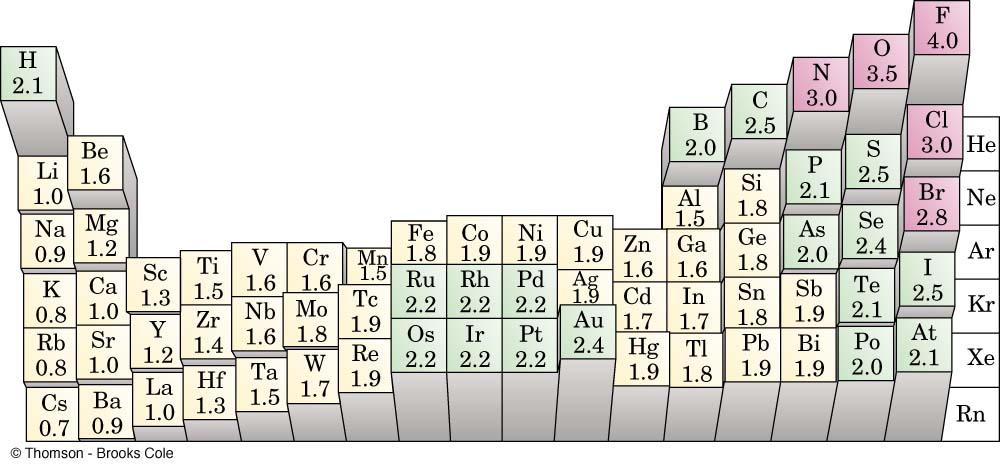 H
2.1
F
4.0
O
3.5
N
3.0
C
2.5
B
2.0
Cl
3.0
He
Li
1.0
Be
1.6
Al
1.5
Si
1.8
P
2.1
S
2.5
Br
2.8
Ne
Na
0.9
Mg
1.2
Sc
1.3
Ti
1.5
V
1.6
Cr
1.6
Mn
1.5
Fe
1.8
Co
1.9
Ni
1.9
Cu
1.9
Zn
1.6
Ga
1.6
Ge
1.8
As
2.0
Se
2.4
I
2.5
Ar
K
0.8
Ca
1.0
Y
1.2
Zr
1.4
Nb
1.6
Mo
1.8
Tc
1.9
Ru
2.2
Rh
2.2
Pd
2.2
Ag
1.9
Cd
1.7
In
1.7
Sn
1.8
Sb
1.9
Te
2.1
At
2.1
Kr
Rb
0.8
Sr
1.0
La
1.0
Hf
1.3
Ta
1.5
W
1.7
Re
1.9
Os
2.2
Ir
2.2
Pt
2.2
Au
2.4
Hg
1.9
Tl
1.8
Pb
1.9
Bi
1.9
Po
2.0
Xe
Cs
0.7
Ba
0.9
Rn
© Thomson - Brooks Cole